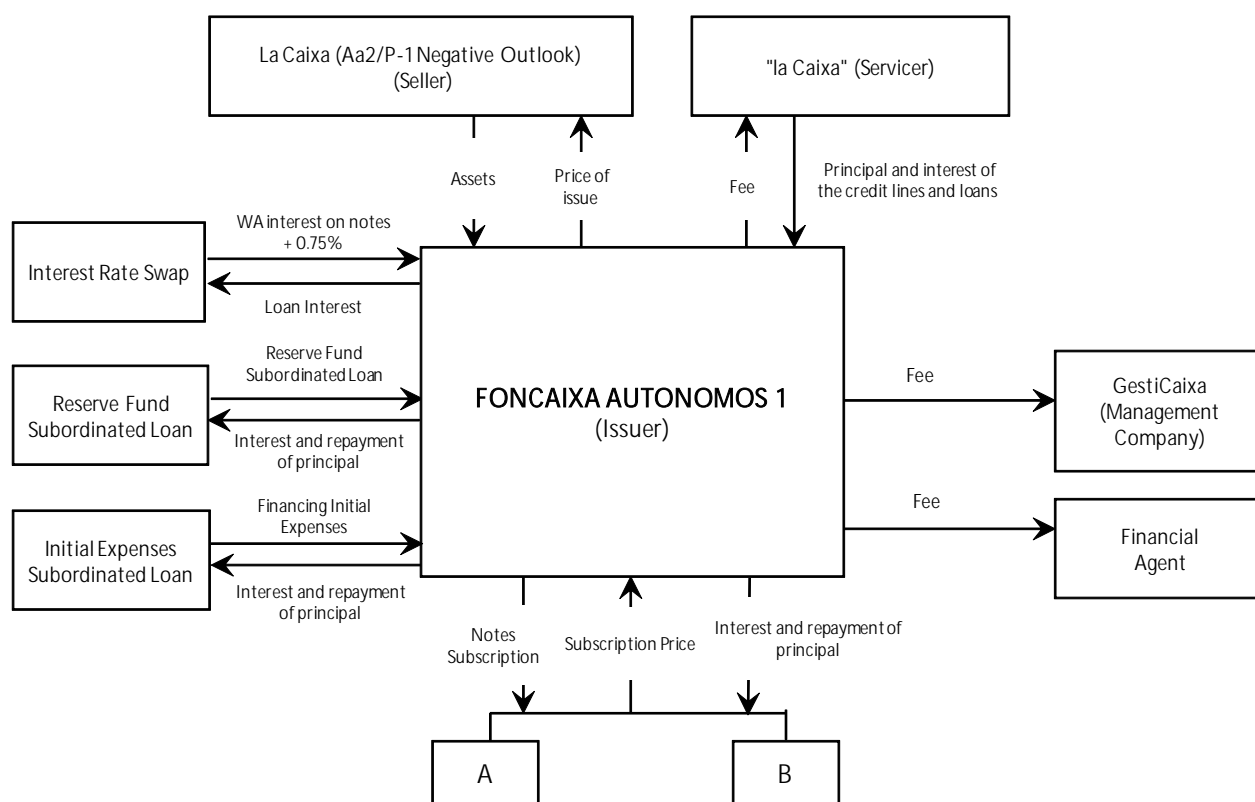 La Caixa (Aa2/P-1 Negative Outlook)
(Seller)
"la Caixa" (Servicer)
Assets
Price of
issue
Fee
Principal and interest of
the credit lines and loans
WA interest on notes
+ 0.75%
Interest Rate Swap
Loan Interest
Reserve Fund
Subordinated Loan
Reserve Fund
Subordinated Loan
Interest and repayment
of principal
Financing Initial
Expenses
Initial Expenses
Subordinated Loan
Interest and repayment
of principal
FONCAIXA AUTONOMOS 1
(Issuer)
Fee
GestiCaixa
(Management
Company)
Fee
Financial
Agent
Notes
Subscription
Subscription Price
Interest and repayment of
principal
A
B